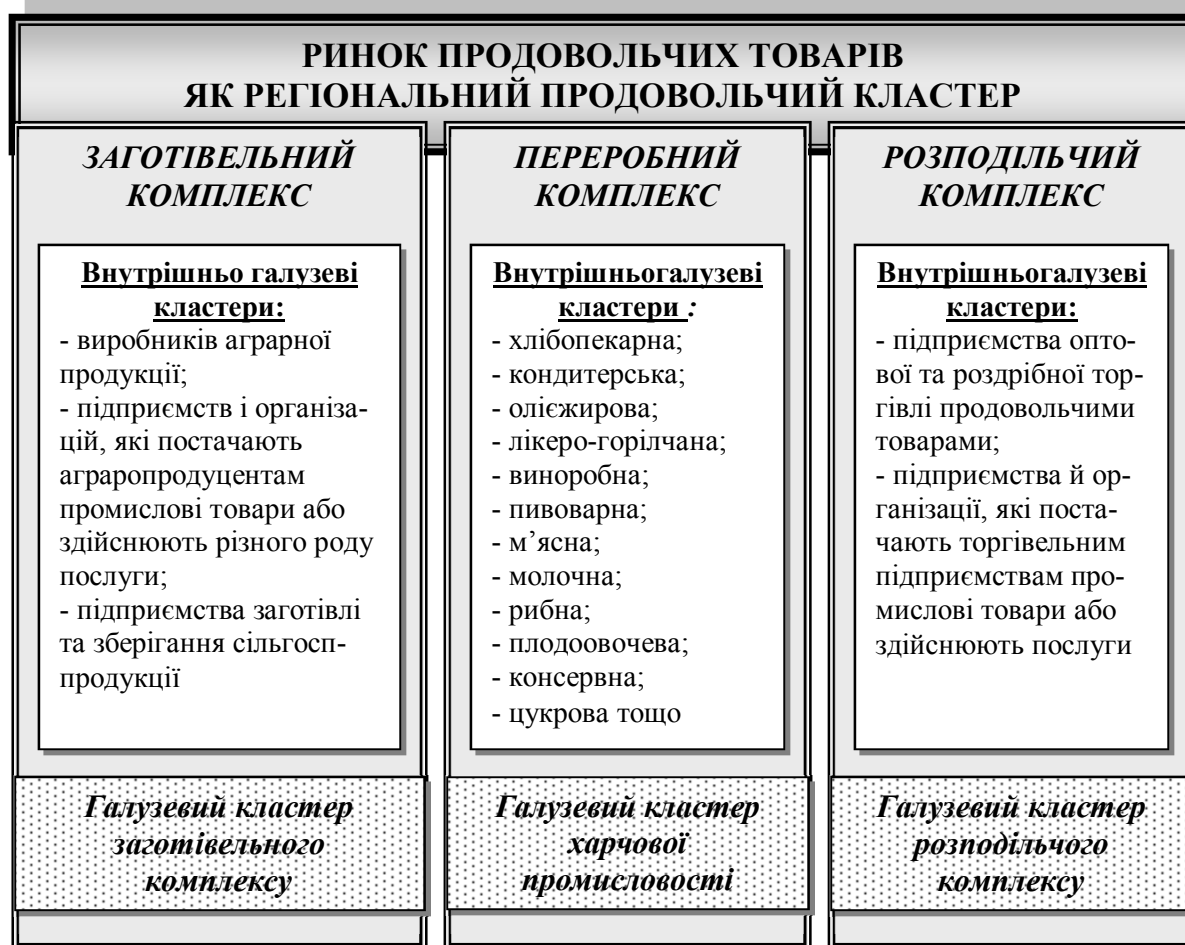 РИНОК ПРОДОВОЛЬЧИХ ТОВАРІВ
ЯК РЕГІОНАЛЬНИЙ ПРОДОВОЛЬЧИЙ КЛАСТЕР
ЗАГОТІВЕЛЬНИЙ
КОМПЛЕКС
Внутрішньо галузеві
кластери:
- виробників аграрної
продукції;
- підприємств і організа-
цій, які постачають
аграропродуцентам
промислові товари або
здійснюють різного роду
послуги;
- підприємства заготівлі
та зберігання сільгосп-
продукції
Галузевий кластер
заготівельного
комплексу
ПЕРЕРОБНИЙ
КОМПЛЕКС
Внутрішньогалузеві
кластери :
- хлібопекарна;
- кондитерська;
- олієжирова;
- лікеро-горілчана;
- виноробна;
- пивоварна;
- м’ясна;
- молочна;
- рибна;
- плодоовочева;
- консервна;
- цукрова тощо
Галузевий кластер
харчової
промисловості
РОЗПОДІЛЬЧИЙ
КОМПЛЕКС
Внутрішньогалузеві
кластери:
- підприємства опто-
вої та роздрібної тор-
гівлі продовольчими
товарами;
- підприємства й ор-
ганізації, які поста-
чають торгівельним
підприємствам про-
мислові товари або
здійснюють послуги
Галузевий кластер
розподільчого
комплексу